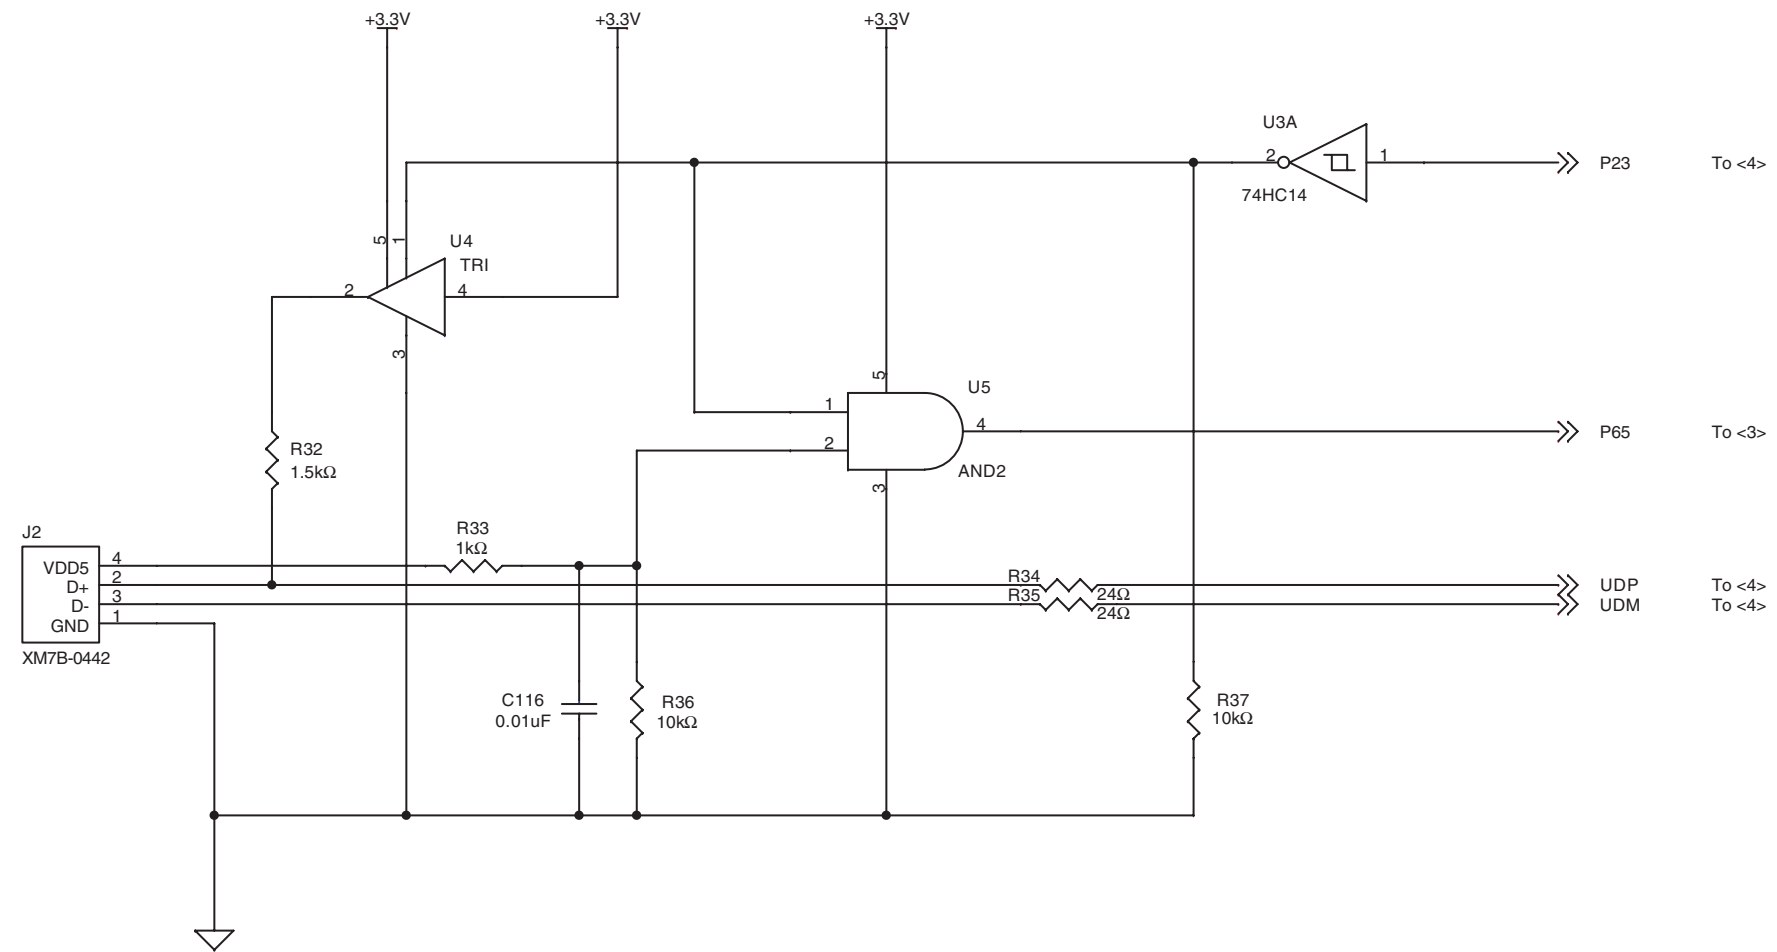 +3.3V
+3.3V
+3.3V
U3A
2
1
P23
To <4>
74HC14
5
1
U4
TRI
2
4
3
5
U5
1
2
4
P65
To <3>
AND2
3
R32
1.5kΩ
J2
R33
1kΩ
VDD5
4
D+
2
D-
3
GND
1
XM7B-0442
R34
24Ω
UDP
To <4>
R35
24Ω
UDM
To <4>
C116
0.01uF
R36
10kΩ
R37
10kΩ